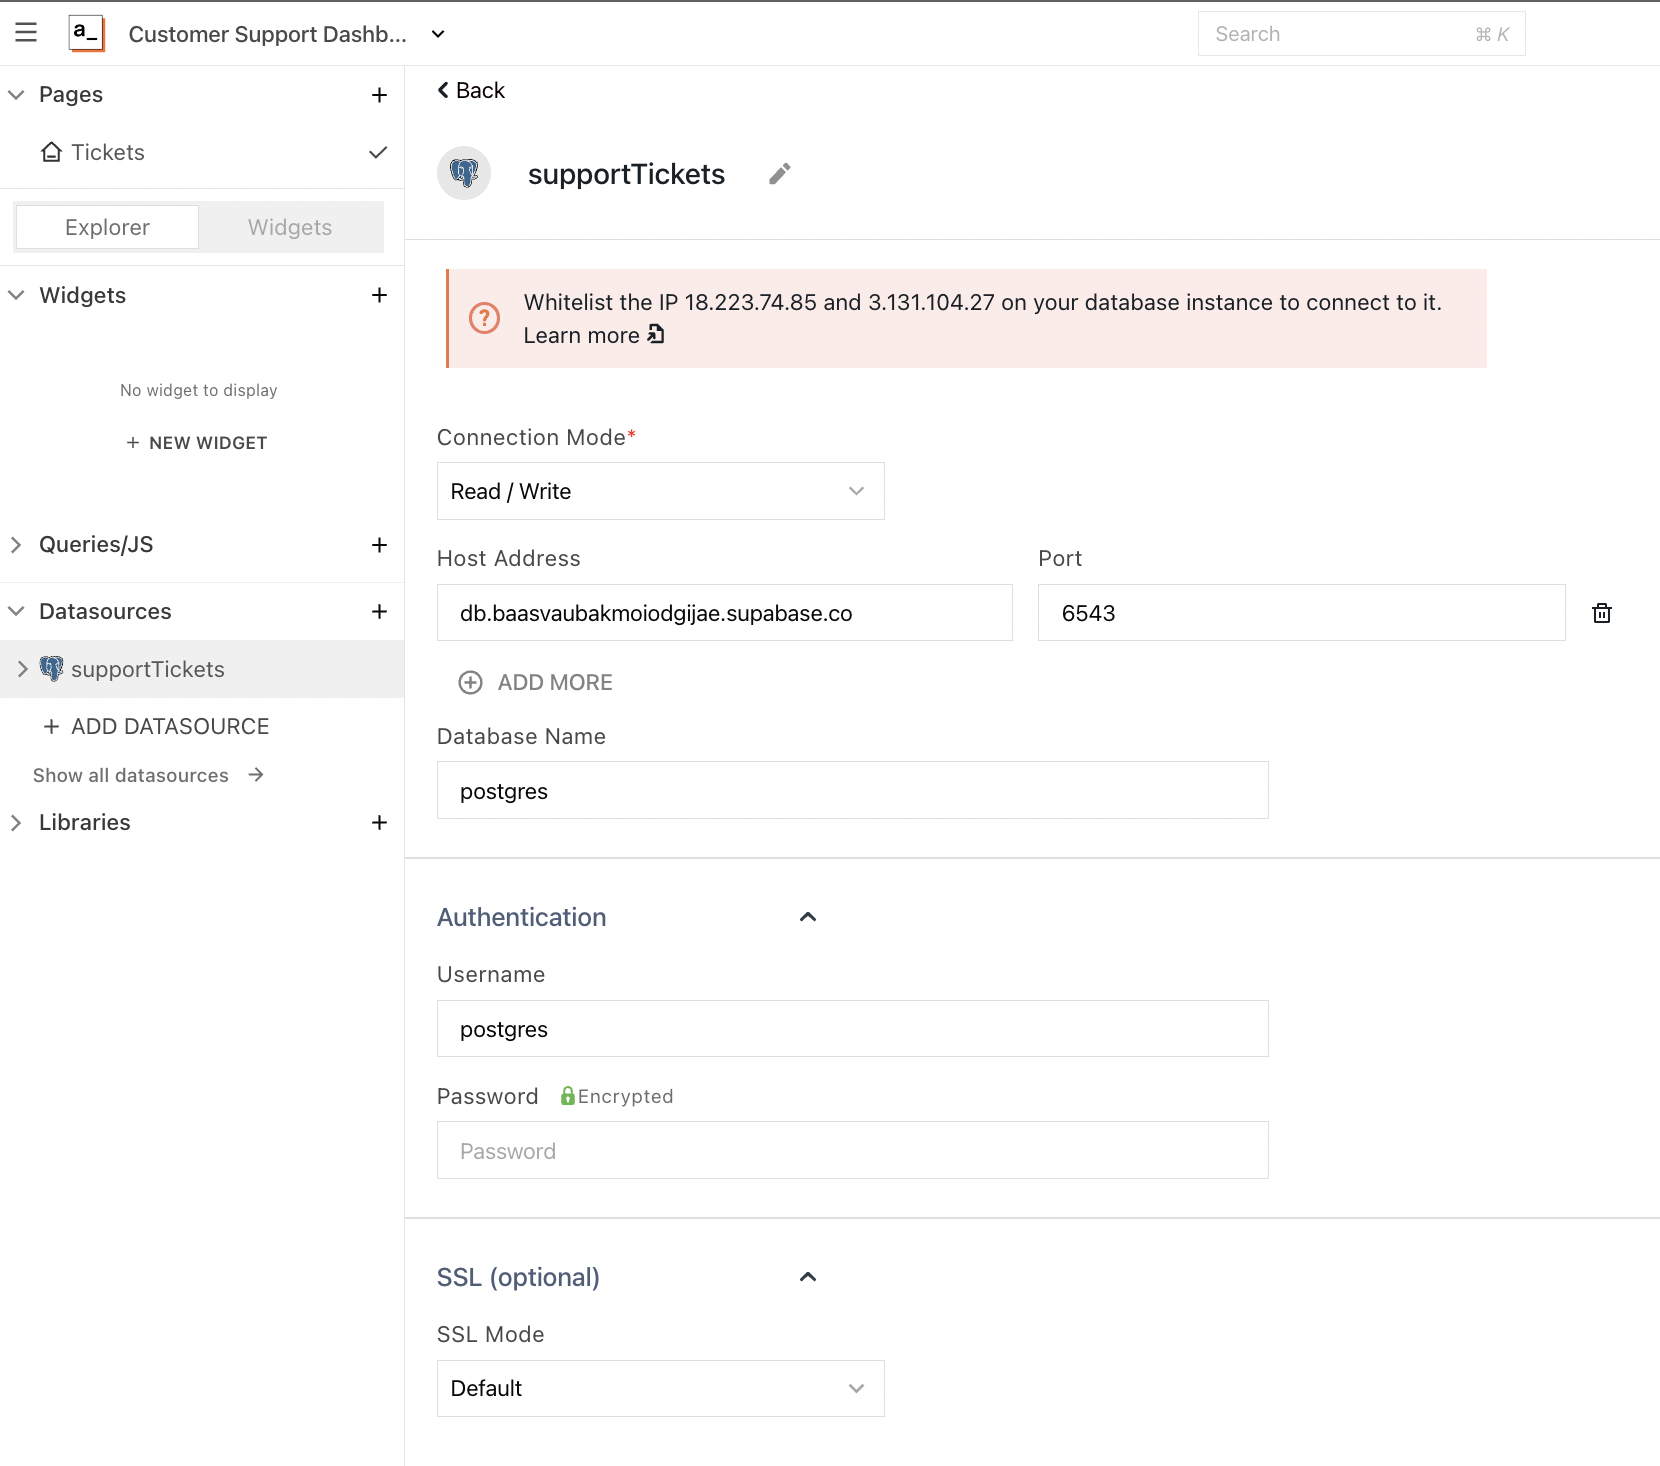 a_ Customer Support Dashb... Search ⌘ K
Pages +
Tickets
Explorer Widgets
Widgets +
No widget to display
+ NEW WIDGET
Queries/JS +
Datasources +
supportTickets
+ ADD DATASOURCE
Show all datasources →
Libraries +
Back
supportTickets
Whitelist the IP 18.223.74.85 and 3.131.104.27 on your database instance to connect to it.
Learn more
Connection Mode*
Read / Write
Host Address Port
db.baasvaubakmoiodgijae.supabase.co 6543
ADD MORE
Database Name
postgres
Authentication
Username
postgres
Password Encrypted
Password
SSL (optional)
SSL Mode
Default